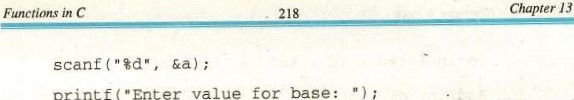 Functions in C 218 Chapter 13
scanf("%d", &a);
printf("Enter value for base: ");